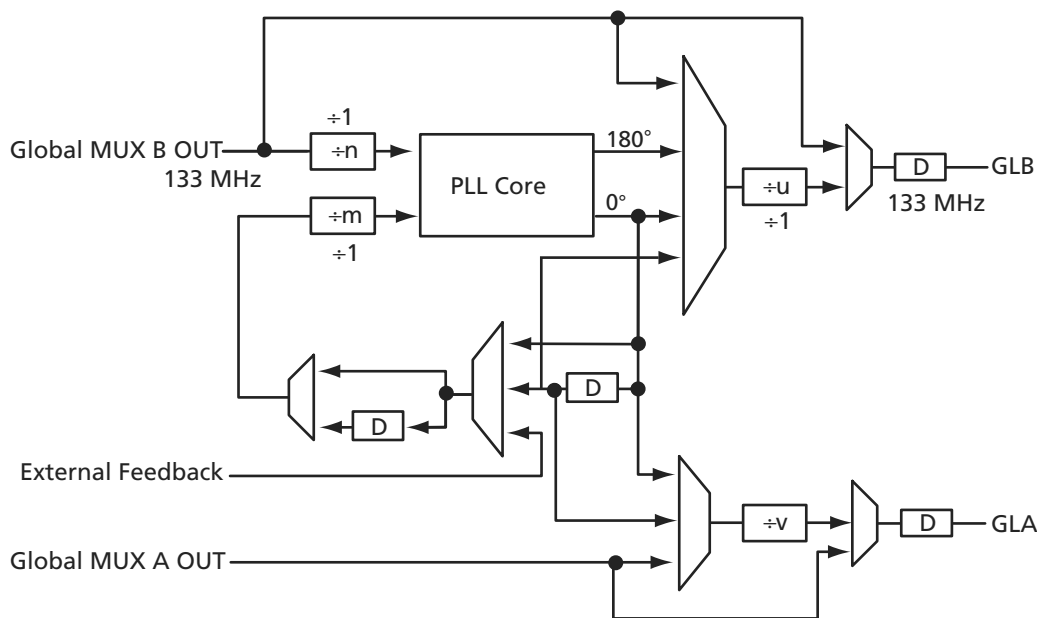 ÷1
Global MUX B OUT
÷n
180°
133 MHz
PLL Core
GLB
D
133 MHz
÷m
0°
÷u
÷1
÷1
D
D
External Feedback
÷v
D
GLA
Global MUX A OUT